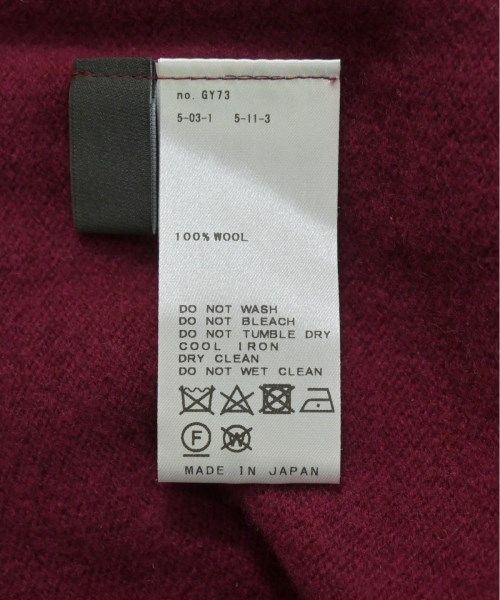 no. GY73
5-03-1 5-11-3
100% WOOL
DO NOT WASH
DO NOT BLEACH
DO NOT TUMBLE DRY
COOL IRON
DRY CLEAN
DO NOT WET CLEAN
F W
MADE IN JAPAN